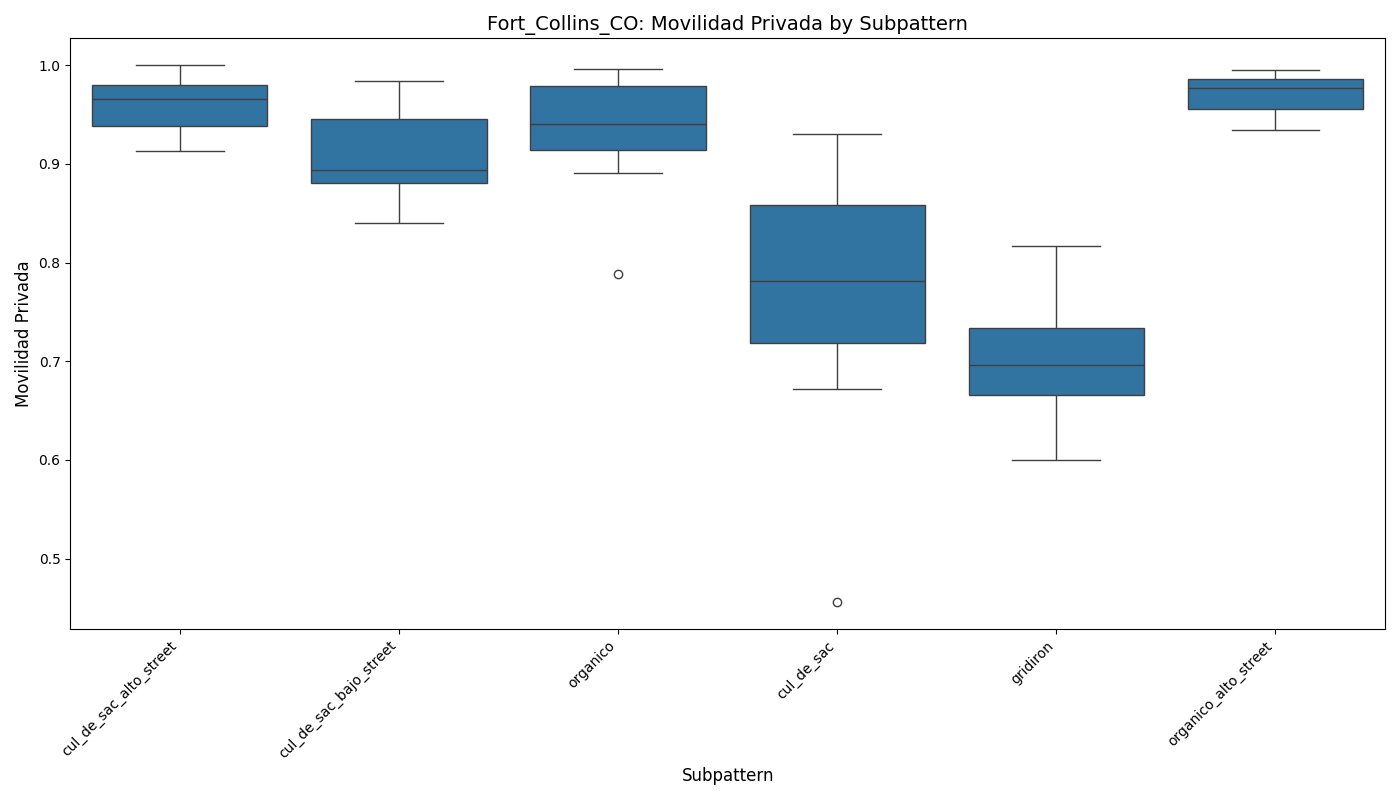 Fort_Collins_CO: Movilidad Privada by Subpattern
Movilidad Privada
1.0
0.9
0.8
0.7
0.6
0.5
cul_de_sac_alto_street
cul_de_sac_bajo_street
organico
cul_de_sac
gridiron
organico_alto_street
Subpattern